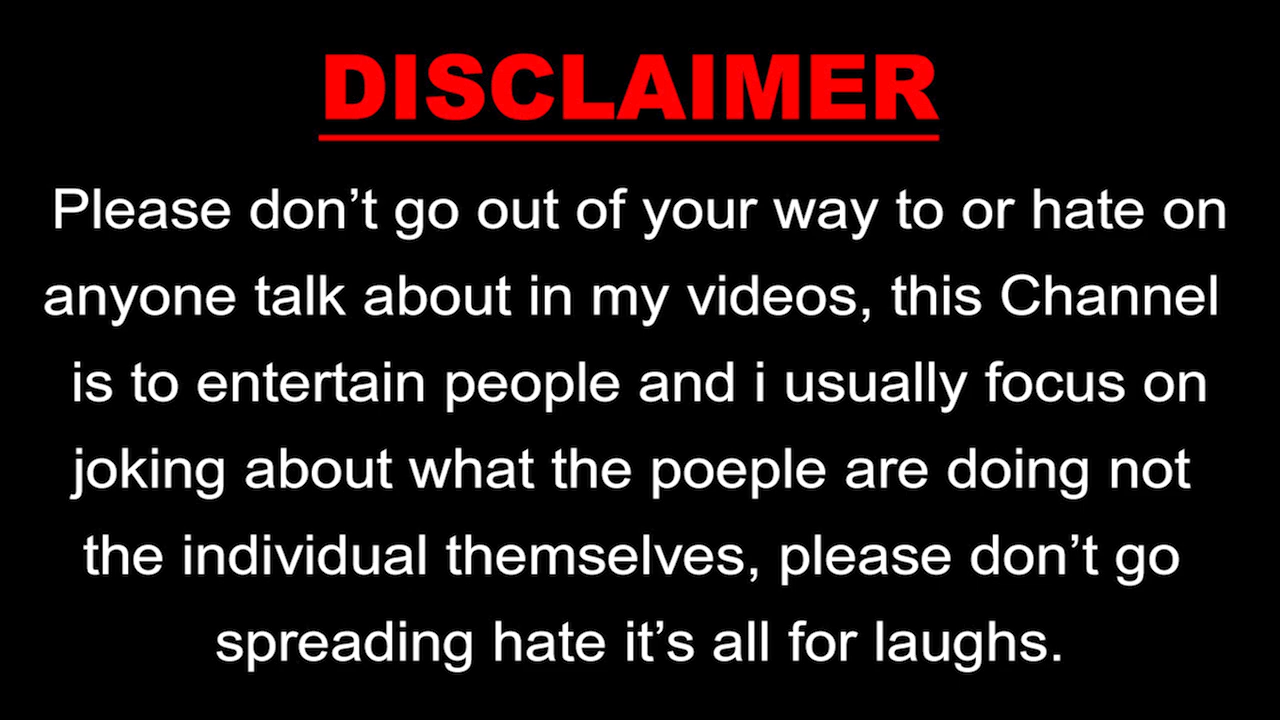 DISCLAIMER
Please don’t go out of your way to or hate on
anyone talk about in my videos, this Channel
is to entertain people and i usually focus on
joking about what the poeple are doing not
the individual themselves, please don’t go
spreading hate it’s all for laughs.